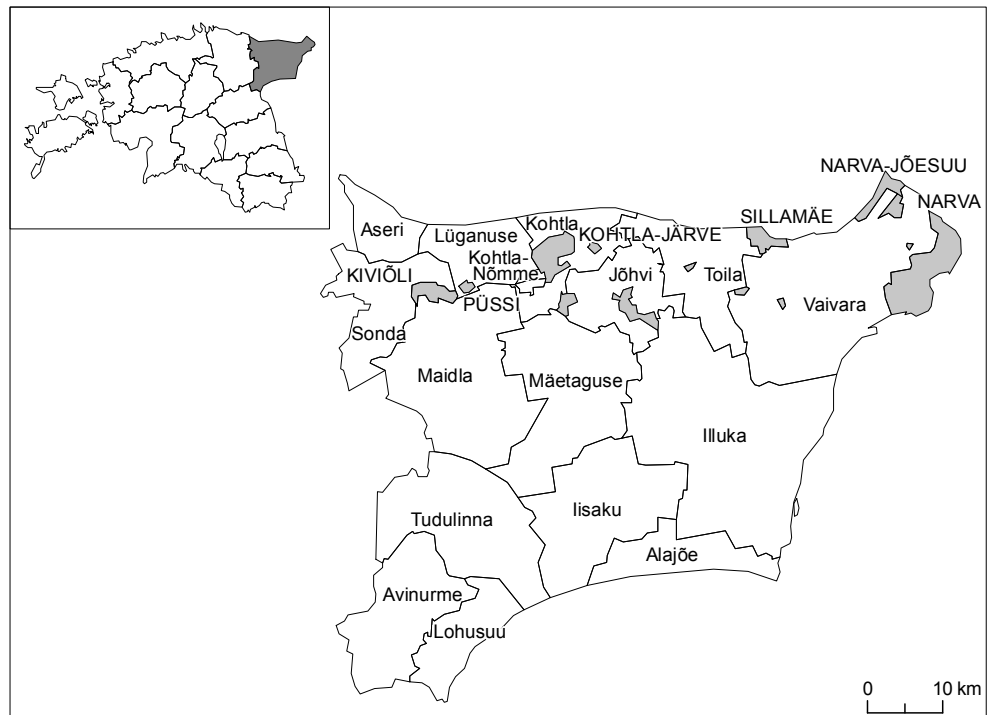 NARVA-JÕESUU
NARVA
SILLAMÄE
Aseri
Lüganuse
Kohtla
KOHTLA-JÄRVE
Kohtla-
Nõmme
KIVIÕLI
PÜSSI
Jõhvi
Toila
Vaivara
Sonda
Maidla
Mäetaguse
Illuka
Iisaku
Tudulinna
Alajõe
Avinurme
Lohusuu
0 10 km